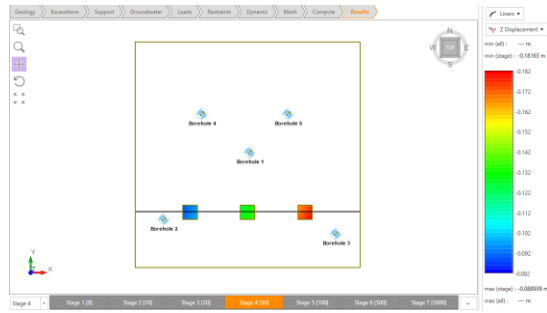 Geology Excavations Support Groundwater Loads Restraints Dynamic Mesh Compute Results
Liners
Z Displacement
min (all) : --- m
min (stage) : -0.18163 m
N
W TOP E
S
-0.182
-0.172
-0.162
-0.152
-0.142
-0.132
-0.122
-0.112
-0.102
-0.092
-0.082
Borehole 4 Borehole 5
Borehole 1
Borehole 2
Borehole 3
Y
Z X
max (stage) : -0.088939 m
max (all) : --- m
Stage 4 Stage 1 [0] Stage 2 [10] Stage 3 [20] Stage 4 [50] Stage 5 [100] Stage 6 [500] Stage 7 [1000]